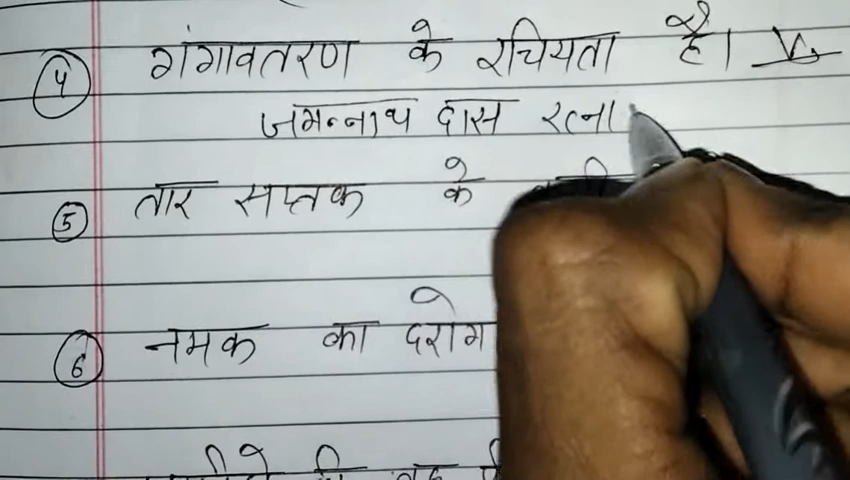 ④ गंगावतरण के रचियता है। V.
जगन्नाथ दास रत्ना
⑤ तार सप्तक के
⑥ नमक का दरोग